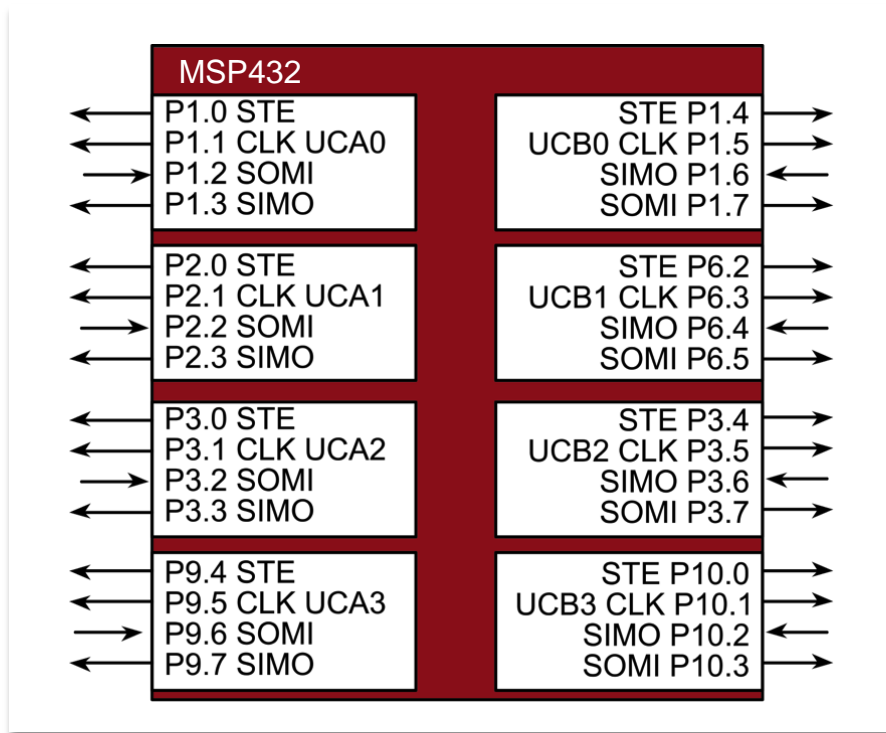 MSP432
P1.0 STE
P1.1 CLK UCA0
P1.2 SOMI
P1.3 SIMO
STE P1.4
UCB0 CLK P1.5
SIMO P1.6
SOMI P1.7
P2.0 STE
P2.1 CLK UCA1
P2.2 SOMI
P2.3 SIMO
STE P6.2
UCB1 CLK P6.3
SIMO P6.4
SOMI P6.5
P3.0 STE
P3.1 CLK UCA2
P3.2 SOMI
P3.3 SIMO
STE P3.4
UCB2 CLK P3.5
SIMO P3.6
SOMI P3.7
P9.4 STE
P9.5 CLK UCA3
P9.6 SOMI
P9.7 SIMO
STE P10.0
UCB3 CLK P10.1
SIMO P10.2
SOMI P10.3